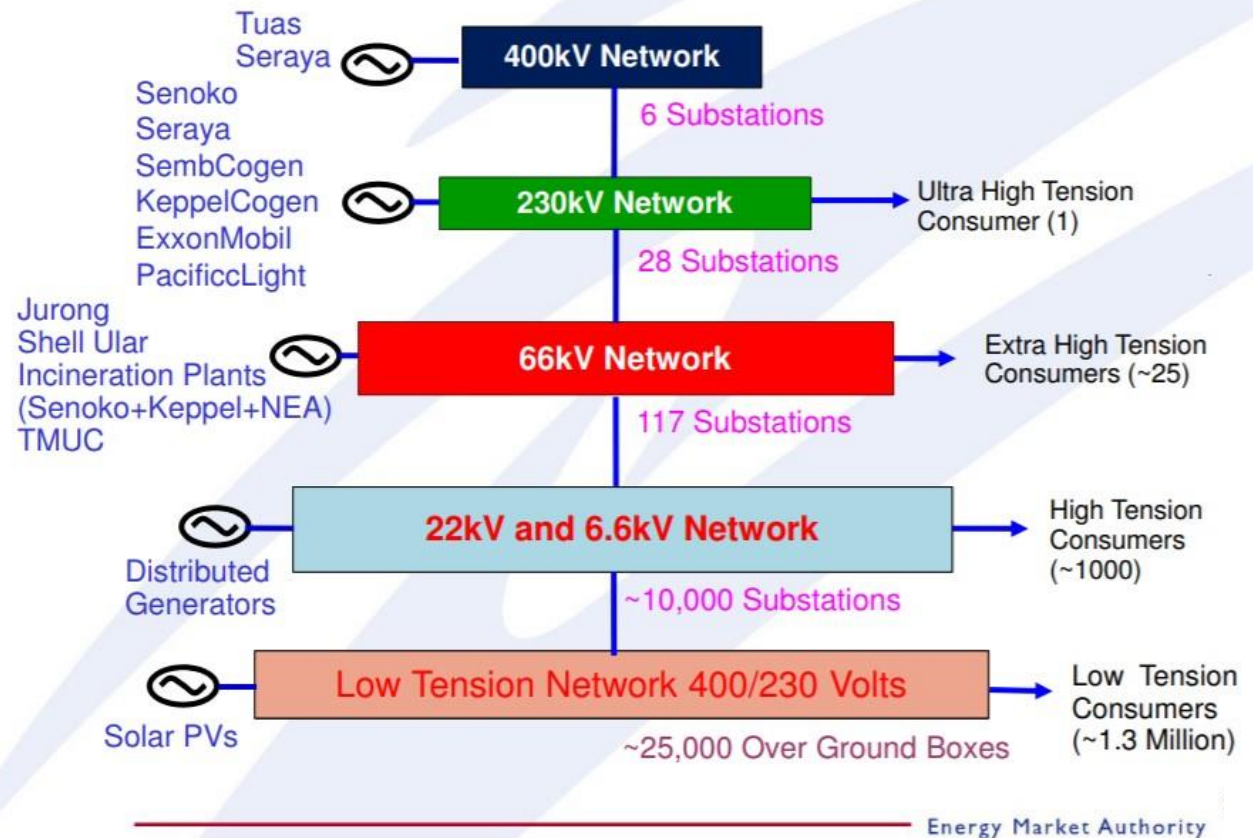 Tuas
Seraya
400kV Network
6 Substations
Senoko
Seraya
SembCogen
KeppelCogen
ExxonMobil
PacificcLight
230kV Network
Ultra High Tension
Consumer (1)
28 Substations
Jurong
Shell Ular
Incineration Plants
(Senoko+Keppel+NEA)
TMUC
66kV Network
Extra High Tension
Consumers (~25)
117 Substations
22kV and 6.6kV Network
High Tension
Consumers
(~1000)
Distributed
Generators
~10,000 Substations
Low Tension Network 400/230 Volts
Low Tension
Consumers
(~1.3 Million)
Solar PVs
~25,000 Over Ground Boxes
Energy Market Authority